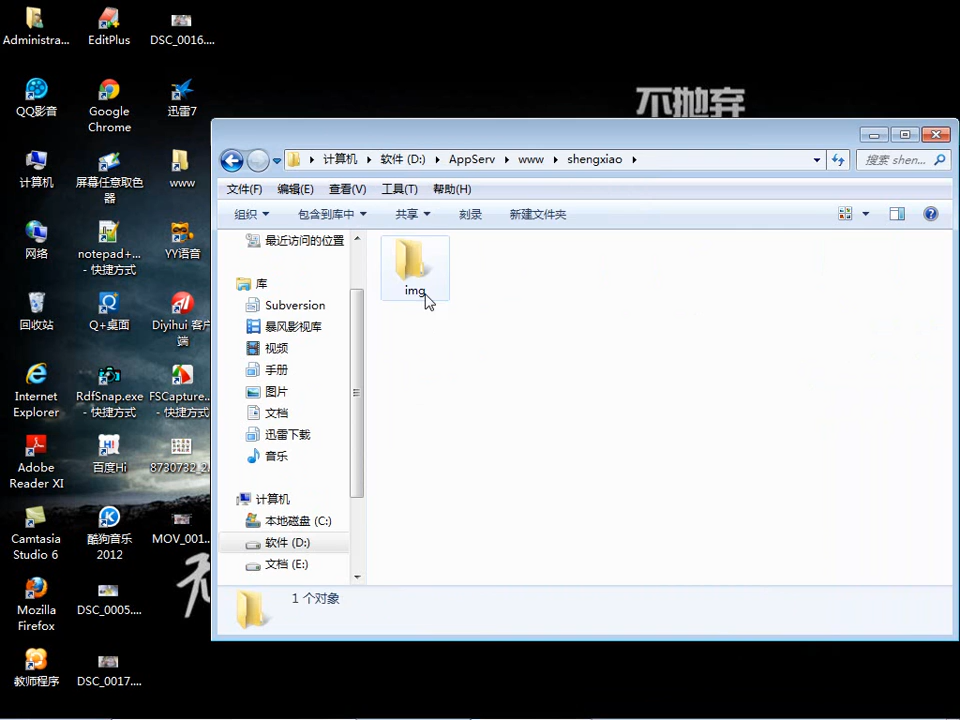 Administra...
EditPlus
DSC_0016....
QQ影音
Google
Chrome
迅雷7
计算机
屏幕任意取色
器
www
网络
notepad+...
- 快捷方式
YY语音
回收站
Q+桌面
Diyihui 客户
端
Internet
Explorer
RdfSnap.exe
- 快捷方式
FSCapture...
- 快捷方式
Adobe
Reader XI
百度Hi
Camtasia
Studio 6
酷狗音乐
2012
MOV_001...
Mozilla
Firefox
DSC_0005....
教师程序
DSC_0017....
不抛弃
计算机
软件 (D:)
AppServ
www
shengxiao
搜索 shen...
文件(F)
编辑(E)
查看(V)
工具(T)
帮助(H)
组织
包含到库中
共享
刻录
新建文件夹
最近访问的位置
库
Subversion
暴风影视库
视频
手册
图片
文档
迅雷下载
音乐
计算机
本地磁盘 (C:)
软件 (D:)
文档 (E:)
img
1 个对象